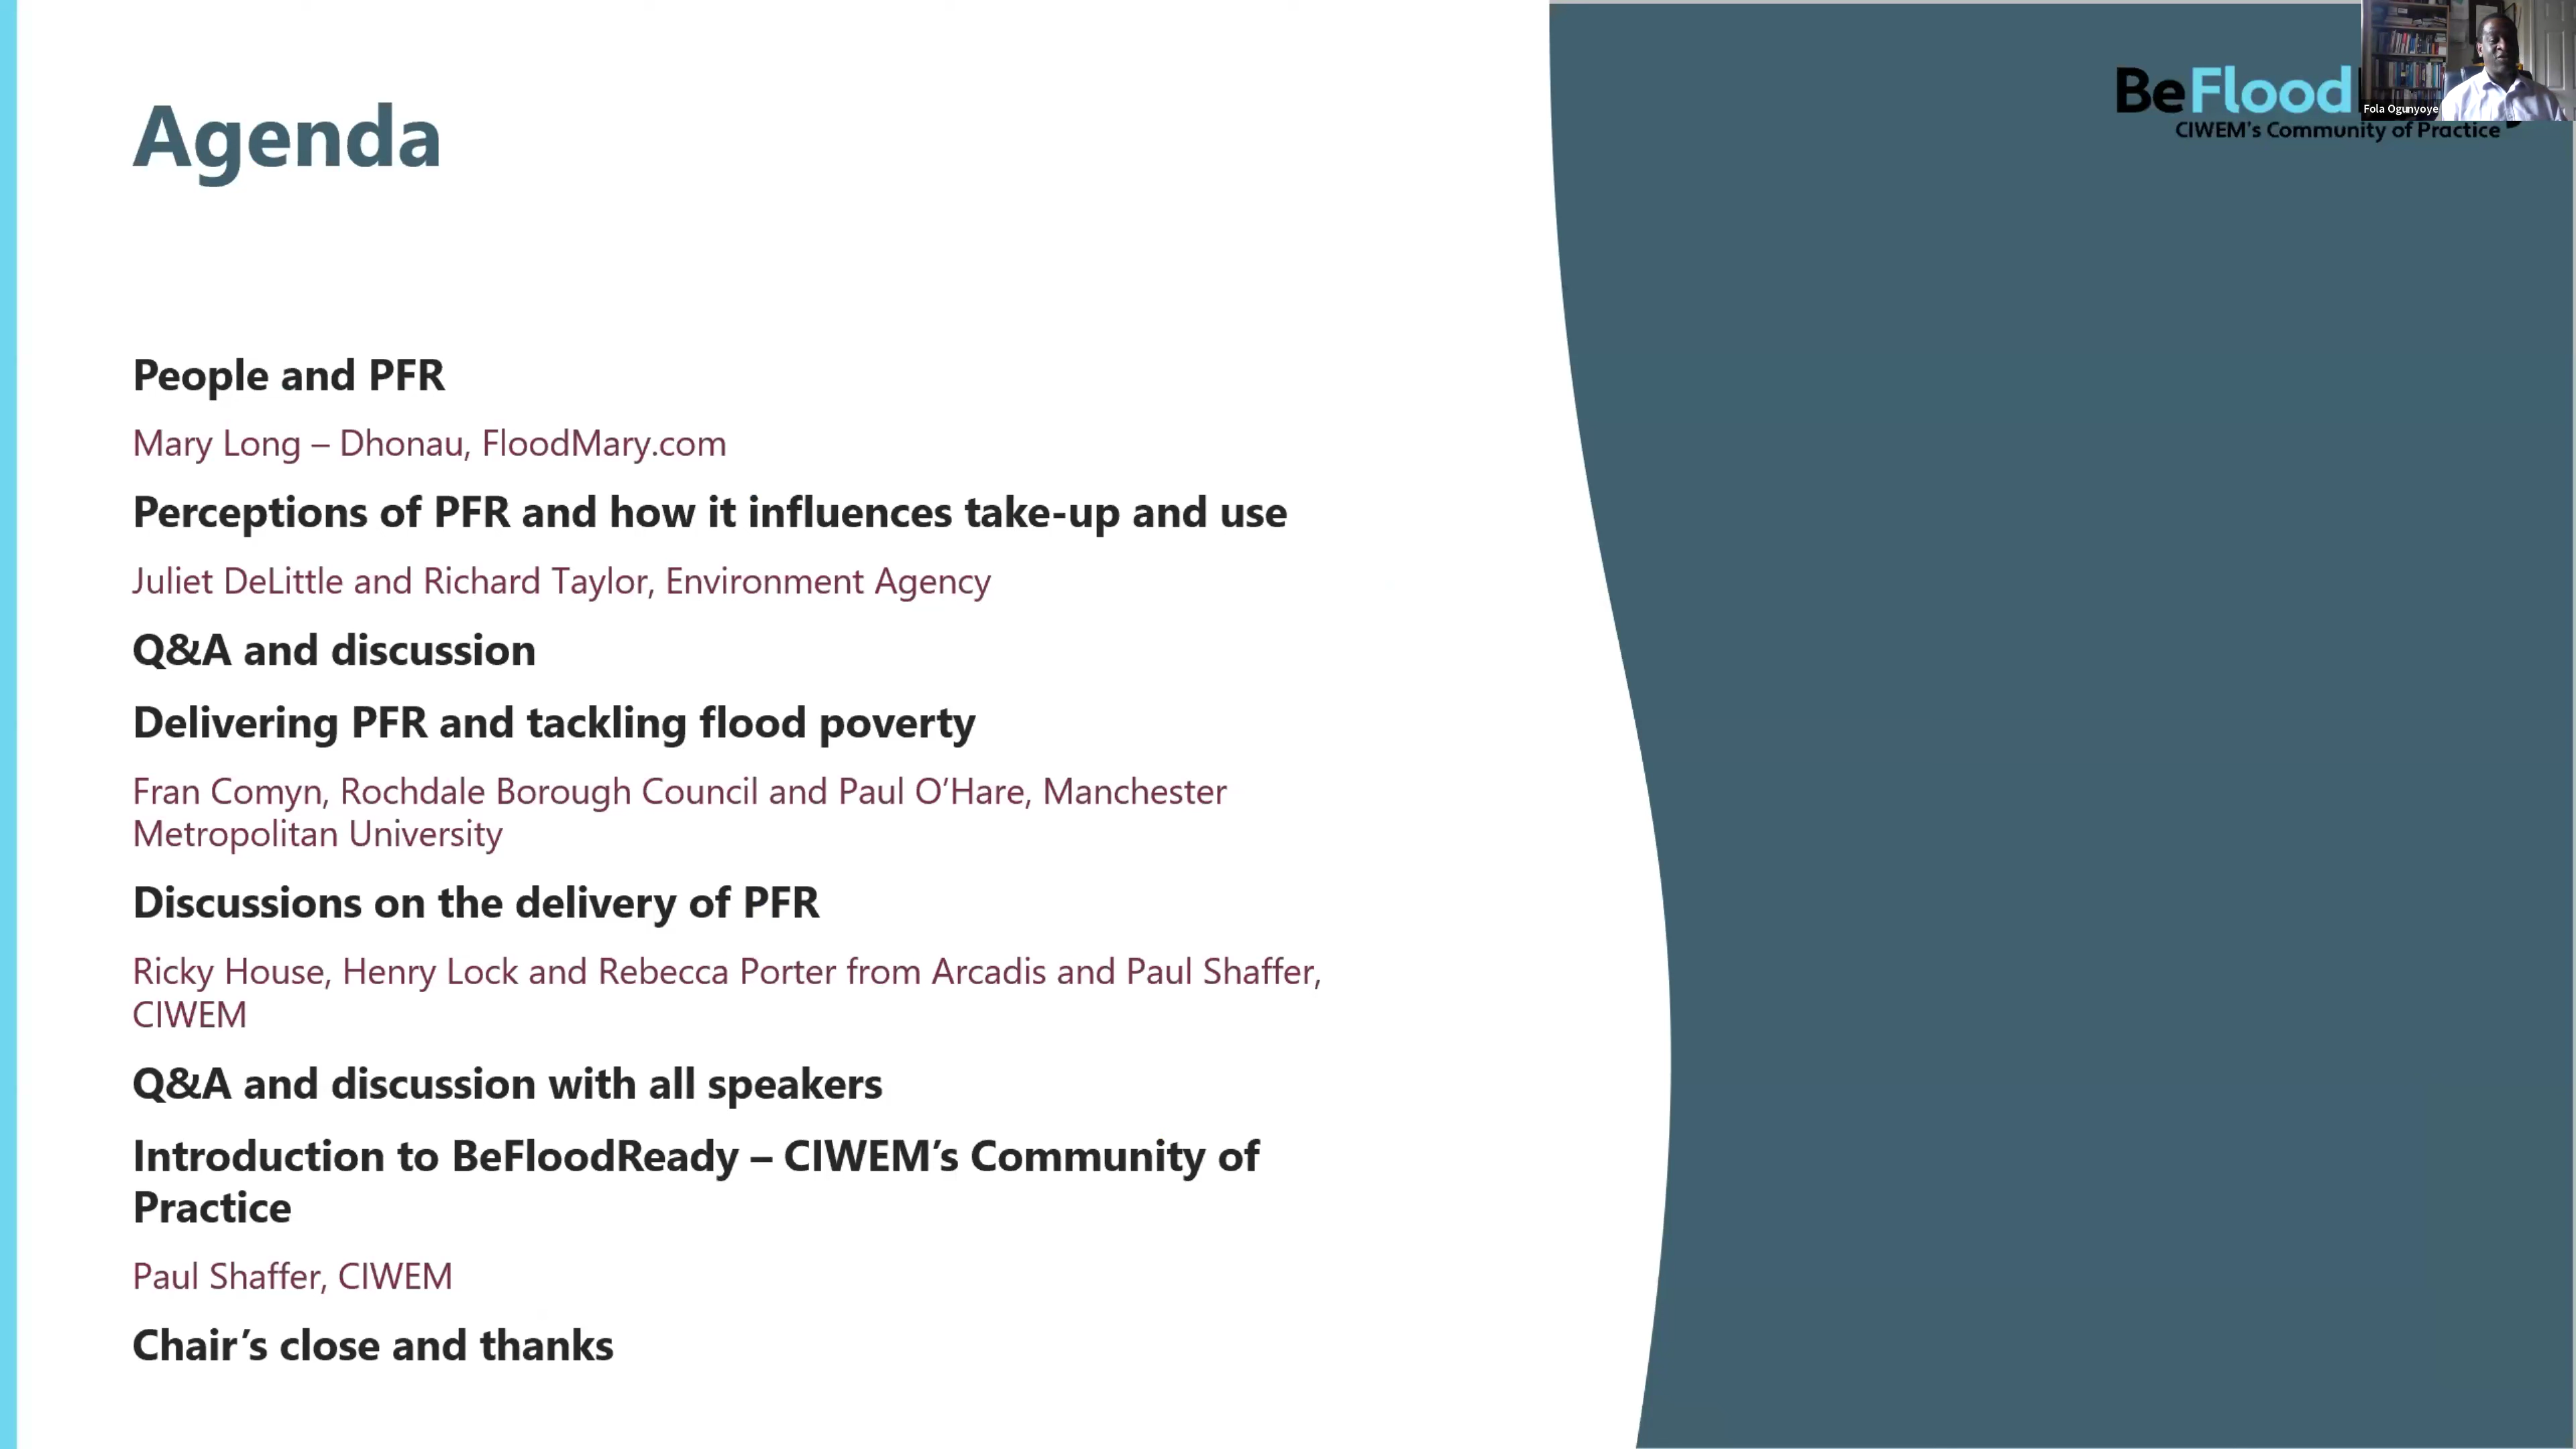 Agenda
BeFlood
Fola Ogunyoye
CIWEM's Community of Practice
People and PFR
Mary Long – Dhonau, FloodMary.com
Perceptions of PFR and how it influences take-up and use
Juliet DeLittle and Richard Taylor, Environment Agency
Q&A and discussion
Delivering PFR and tackling flood poverty
Fran Comyn, Rochdale Borough Council and Paul O’Hare, Manchester
Metropolitan University
Discussions on the delivery of PFR
Ricky House, Henry Lock and Rebecca Porter from Arcadis and Paul Shaffer,
CIWEM
Q&A and discussion with all speakers
Introduction to BeFloodReady – CIWEM’s Community of
Practice
Paul Shaffer, CIWEM
Chair’s close and thanks